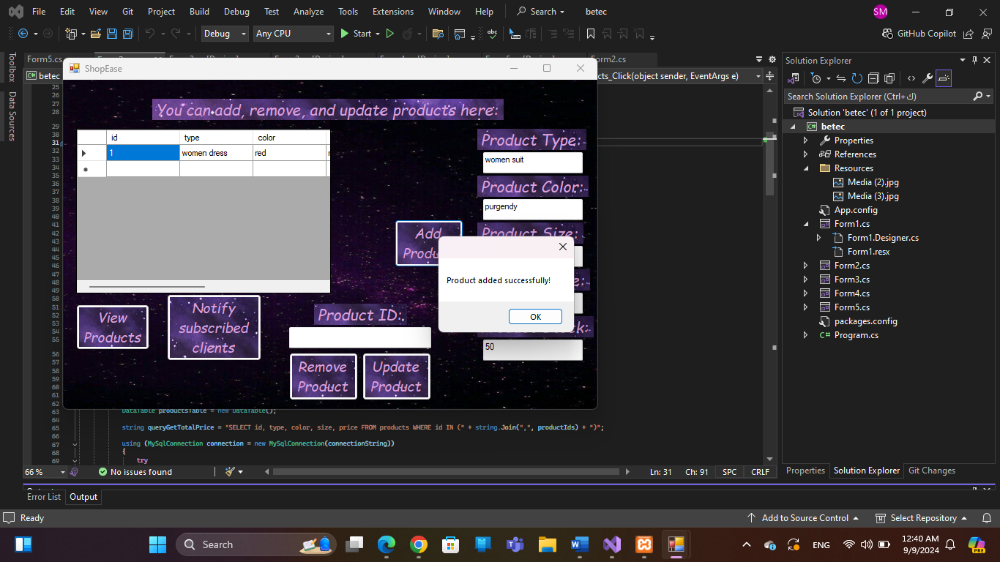 File Edit View Git Project Build Debug Test Analyze Tools Extensions Window Help Search betec SM
Debug Any CPU Start GitHub Copilot
Toolbox
Data Sources
Form5.cs
Form2.cs
betec
cts_Click(object sender, EventArgs e)
ShopEase
You can add, remove, and update products here:
id type color
1 women dress red
Product Type:
women suit
Product Color:
purgendy
Product Size:
Add
Product
Product added successfully!
OK
50
View
Products
Notify
subscribed
clients
Product ID:
Remove
Product
Update
Product
25
26
27
28
29
30
31
32
33
34
35
36
37
38
39
40
41
42
43
44
45
46
47
48
49
50
51
52
53
54
55
56
57
58
59
60
61
62
63 DataTable productsTable = new DataTable();
64
65 string queryGetTotalPrice = "SELECT id, type, color, size, price FROM products WHERE id IN (" + string.Join(",", productIds) + ")";
66
67 using (MySqlConnection connection = new MySqlConnection(connectionString))
68 {
69 try
66 % No issues found Ln: 31 Ch: 91 SPC CRLF
Error List Output
Solution Explorer
Search Solution Explorer (Ctrl+ك)
Solution 'betec' (1 of 1 project)
betec
Properties
References
Resources
Media (2).jpg
Media (3).jpg
App.config
Form1.cs
Form1.Designer.cs
Form1.resx
Form2.cs
Form3.cs
Form4.cs
Form5.cs
packages.config
Program.cs
Properties Solution Explorer Git Changes
Ready Add to Source Control Select Repository
Search ENG 12:40 AM
9/9/2024
PRE